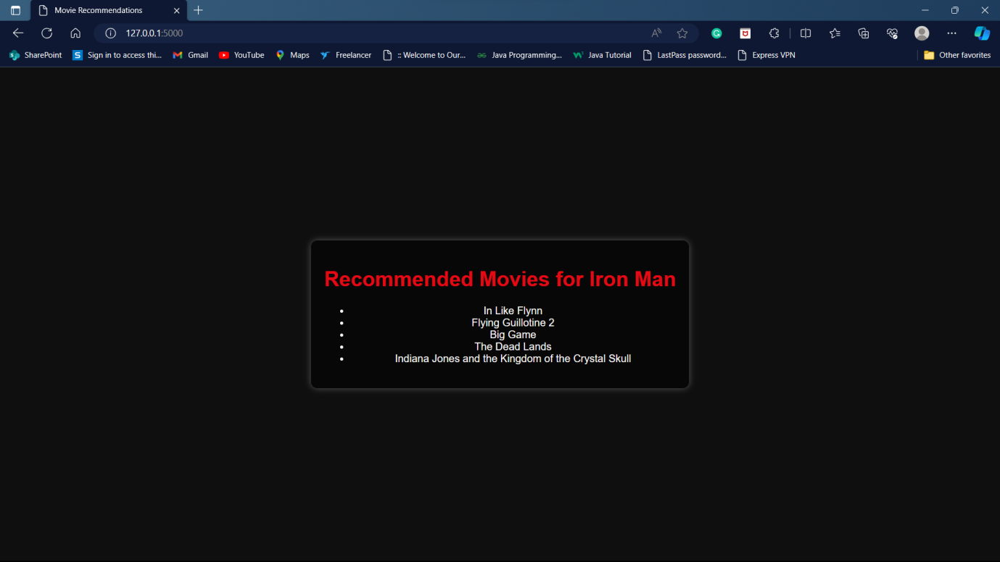 Movie Recommendations
127.0.0.1:5000
SharePoint
Sign in to access thi...
Gmail
YouTube
Maps
Freelancer
:: Welcome to Our...
Java Programming...
Java Tutorial
LastPass password...
Express VPN
Other favorites
Recommended Movies for Iron Man
In Like Flynn
Flying Guillotine 2
Big Game
The Dead Lands
Indiana Jones and the Kingdom of the Crystal Skull